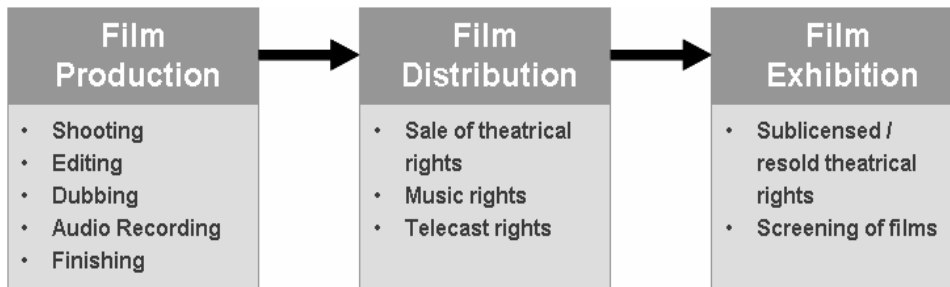 Film
Production
• Shooting
• Editing
• Dubbing
• Audio Recording
• Finishing
Film
Distribution
• Sale of theatrical
rights
• Music rights
• Telecast rights
Film
Exhibition
• Sublicensed /
resold theatrical
rights
• Screening of films